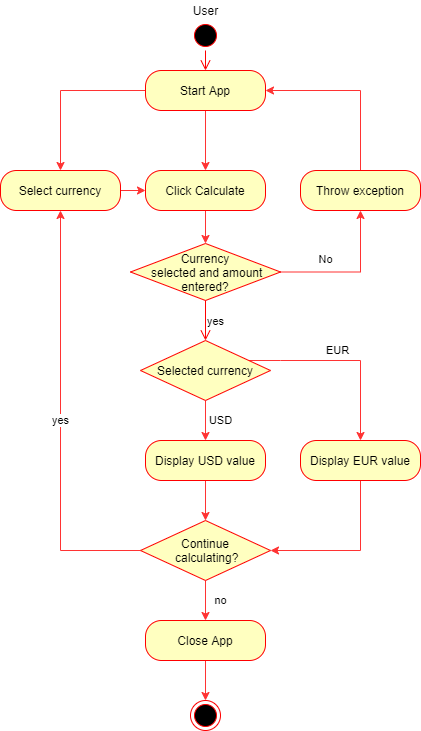 User
Start App
Select currency
Click Calculate
Throw exception
Currency
selected and amount
entered?
No
yes
EUR
Selected currency
USD
yes
Display USD value
Display EUR value
Continue
calculating?
no
Close App